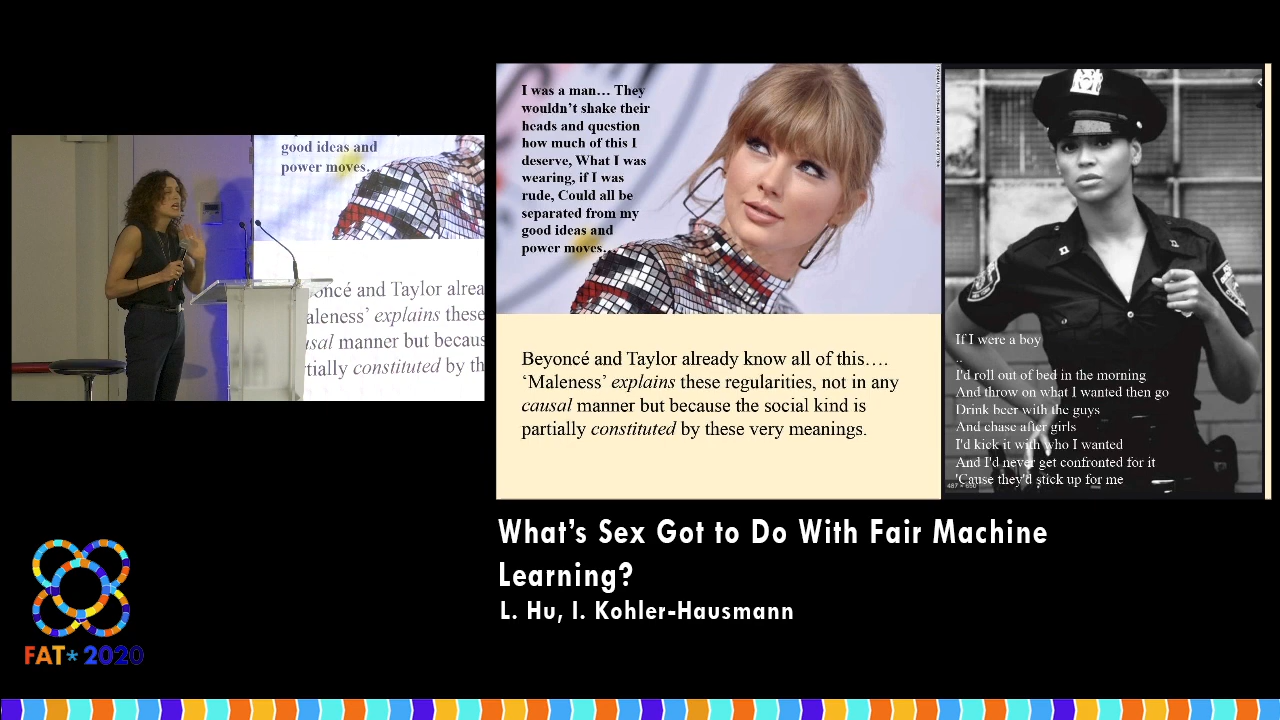 good ideas and
power moves…
oncé and Taylor alrea
aleness’ explains these
usal manner but becaus
tially constituted by th
I was a man… They
wouldn’t shake their
heads and question
how much of this I
deserve, What I was
wearing, if I was
rude, Could all be
separated from my
good ideas and
power moves…
Beyoncé and Taylor already know all of this….
‘Maleness’ explains these regularities, not in any
causal manner but because the social kind is
partially constituted by these very meanings.
If I were a boy
..
I'd roll out of bed in the morning
And throw on what I wanted then go
Drink beer with the guys
And chase after girls
I'd kick it with who I wanted
And I'd never get confronted for it
'Cause they'd stick up for me
What’s Sex Got to Do With Fair Machine
Learning?
L. Hu, I. Kohler-Hausmann
FAT* 2020